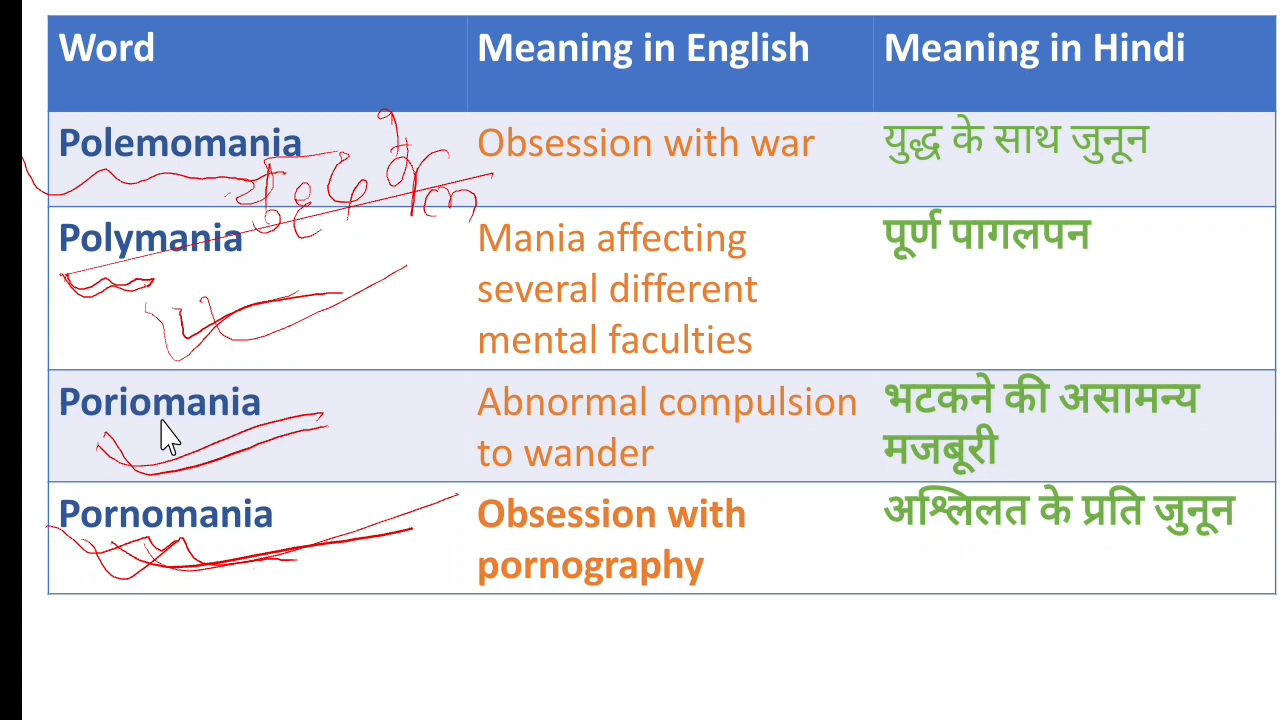 Word Meaning in English Meaning in Hindi
Polemomania Obsession with war युद्ध के साथ जुनून
Polymania Mania affecting पूर्ण पागलपन
several different
mental faculties
Poriomania Abnormal compulsion भटकने की असामन्य
to wander मजबूरी
Pornomania Obsession with अश्लिलत के प्रति जुनून
pornography